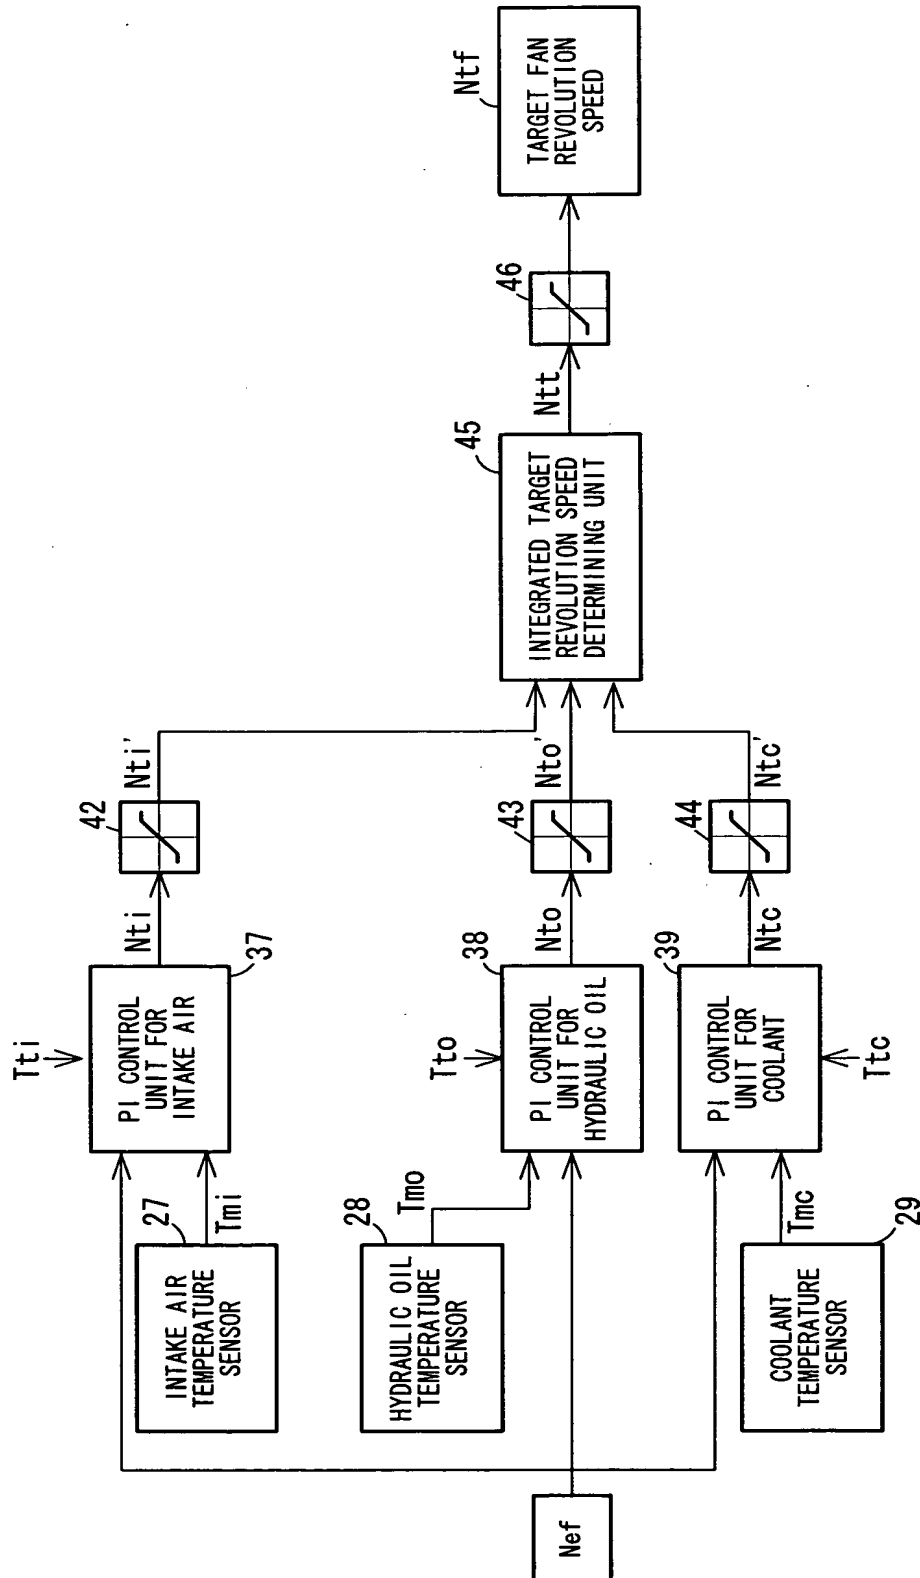 Nef
27
INTAKE AIR
TEMPERATURE
SENSOR
Tmi
28
HYDRAULIC OIL
TEMPERATURE
SENSOR
Tmo
29
COOLANT
TEMPERATURE
SENSOR
Tmc
Tti
PI CONTROL
UNIT FOR
INTAKE AIR
37
Nti
42
Nti'
Tto
PI CONTROL
UNIT FOR
HYDRAULIC OIL
38
Nto
43
Nto'
Ttc
PI CONTROL
UNIT FOR
COOLANT
39
Ntc
44
Ntc'
45
INTEGRATED TARGET
REVOLUTION SPEED
DETERMINING UNIT
Ntt
46
Ntf
TARGET FAN
REVOLUTION
SPEED